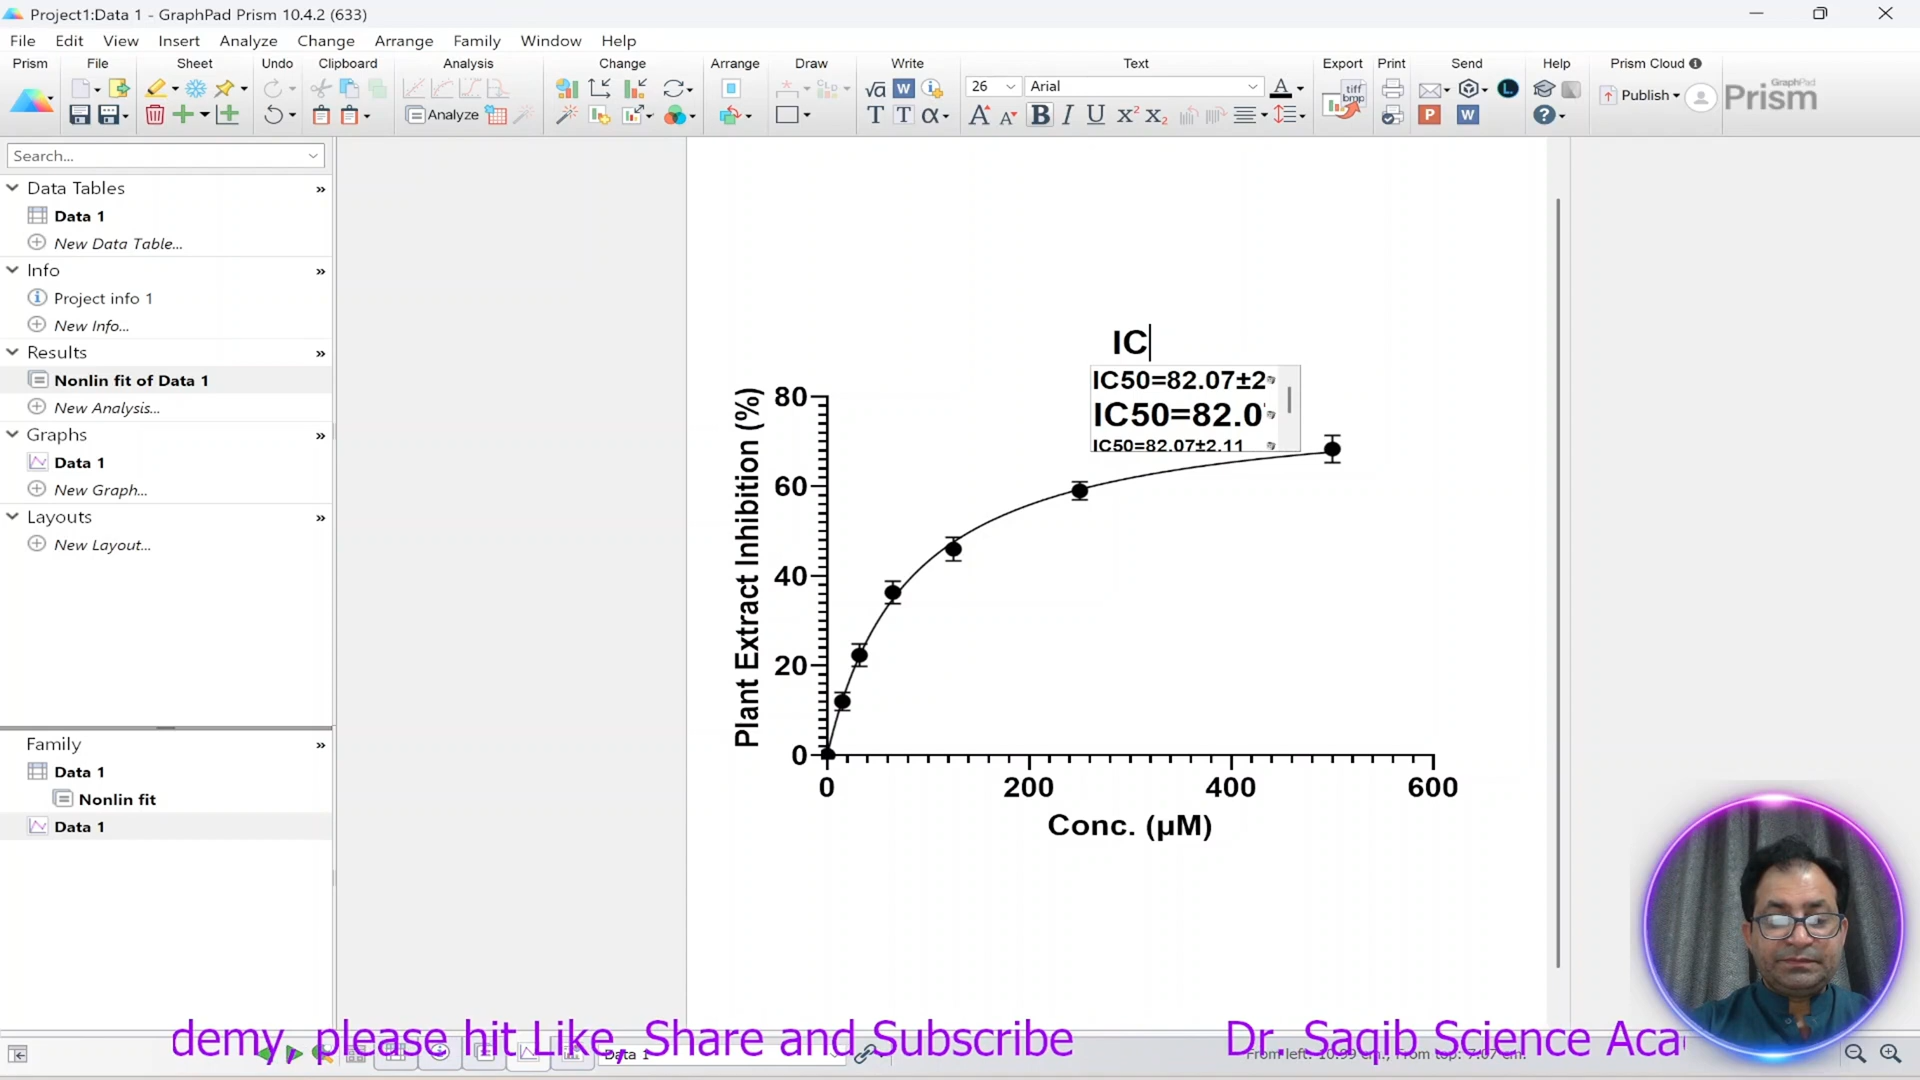 Project1:Data 1 - GraphPad Prism 10.4.2 (633)
File Edit View Insert Change Arrange Family Window Help
Analyze
Prism File Sheet Undo Clipboard Analysis Change Arrange Draw Write Text Export Print Send Help Prism Cloud
26 Arial
Analyze
Publish
GraphPad
Prism
tiff
bmp
Search...
Data Tables
Data 1
New Data Table...
Info
Project info 1
New Info...
Results
Nonlin fit of Data 1
New Analysis...
Graphs
Data 1
New Graph...
Layouts
New Layout...
Family
Data 1
Nonlin fit
Data 1
IC
IC50=82.07±2
IC50=82.0
IC50=82.07±2.11
Plant Extract Inhibition (%)
80
60
40
20
0
0 200 400 600
Conc. (µM)
demy, please hit Like, Share and Subscribe
Dr. Saqib Science Aca
Data 1